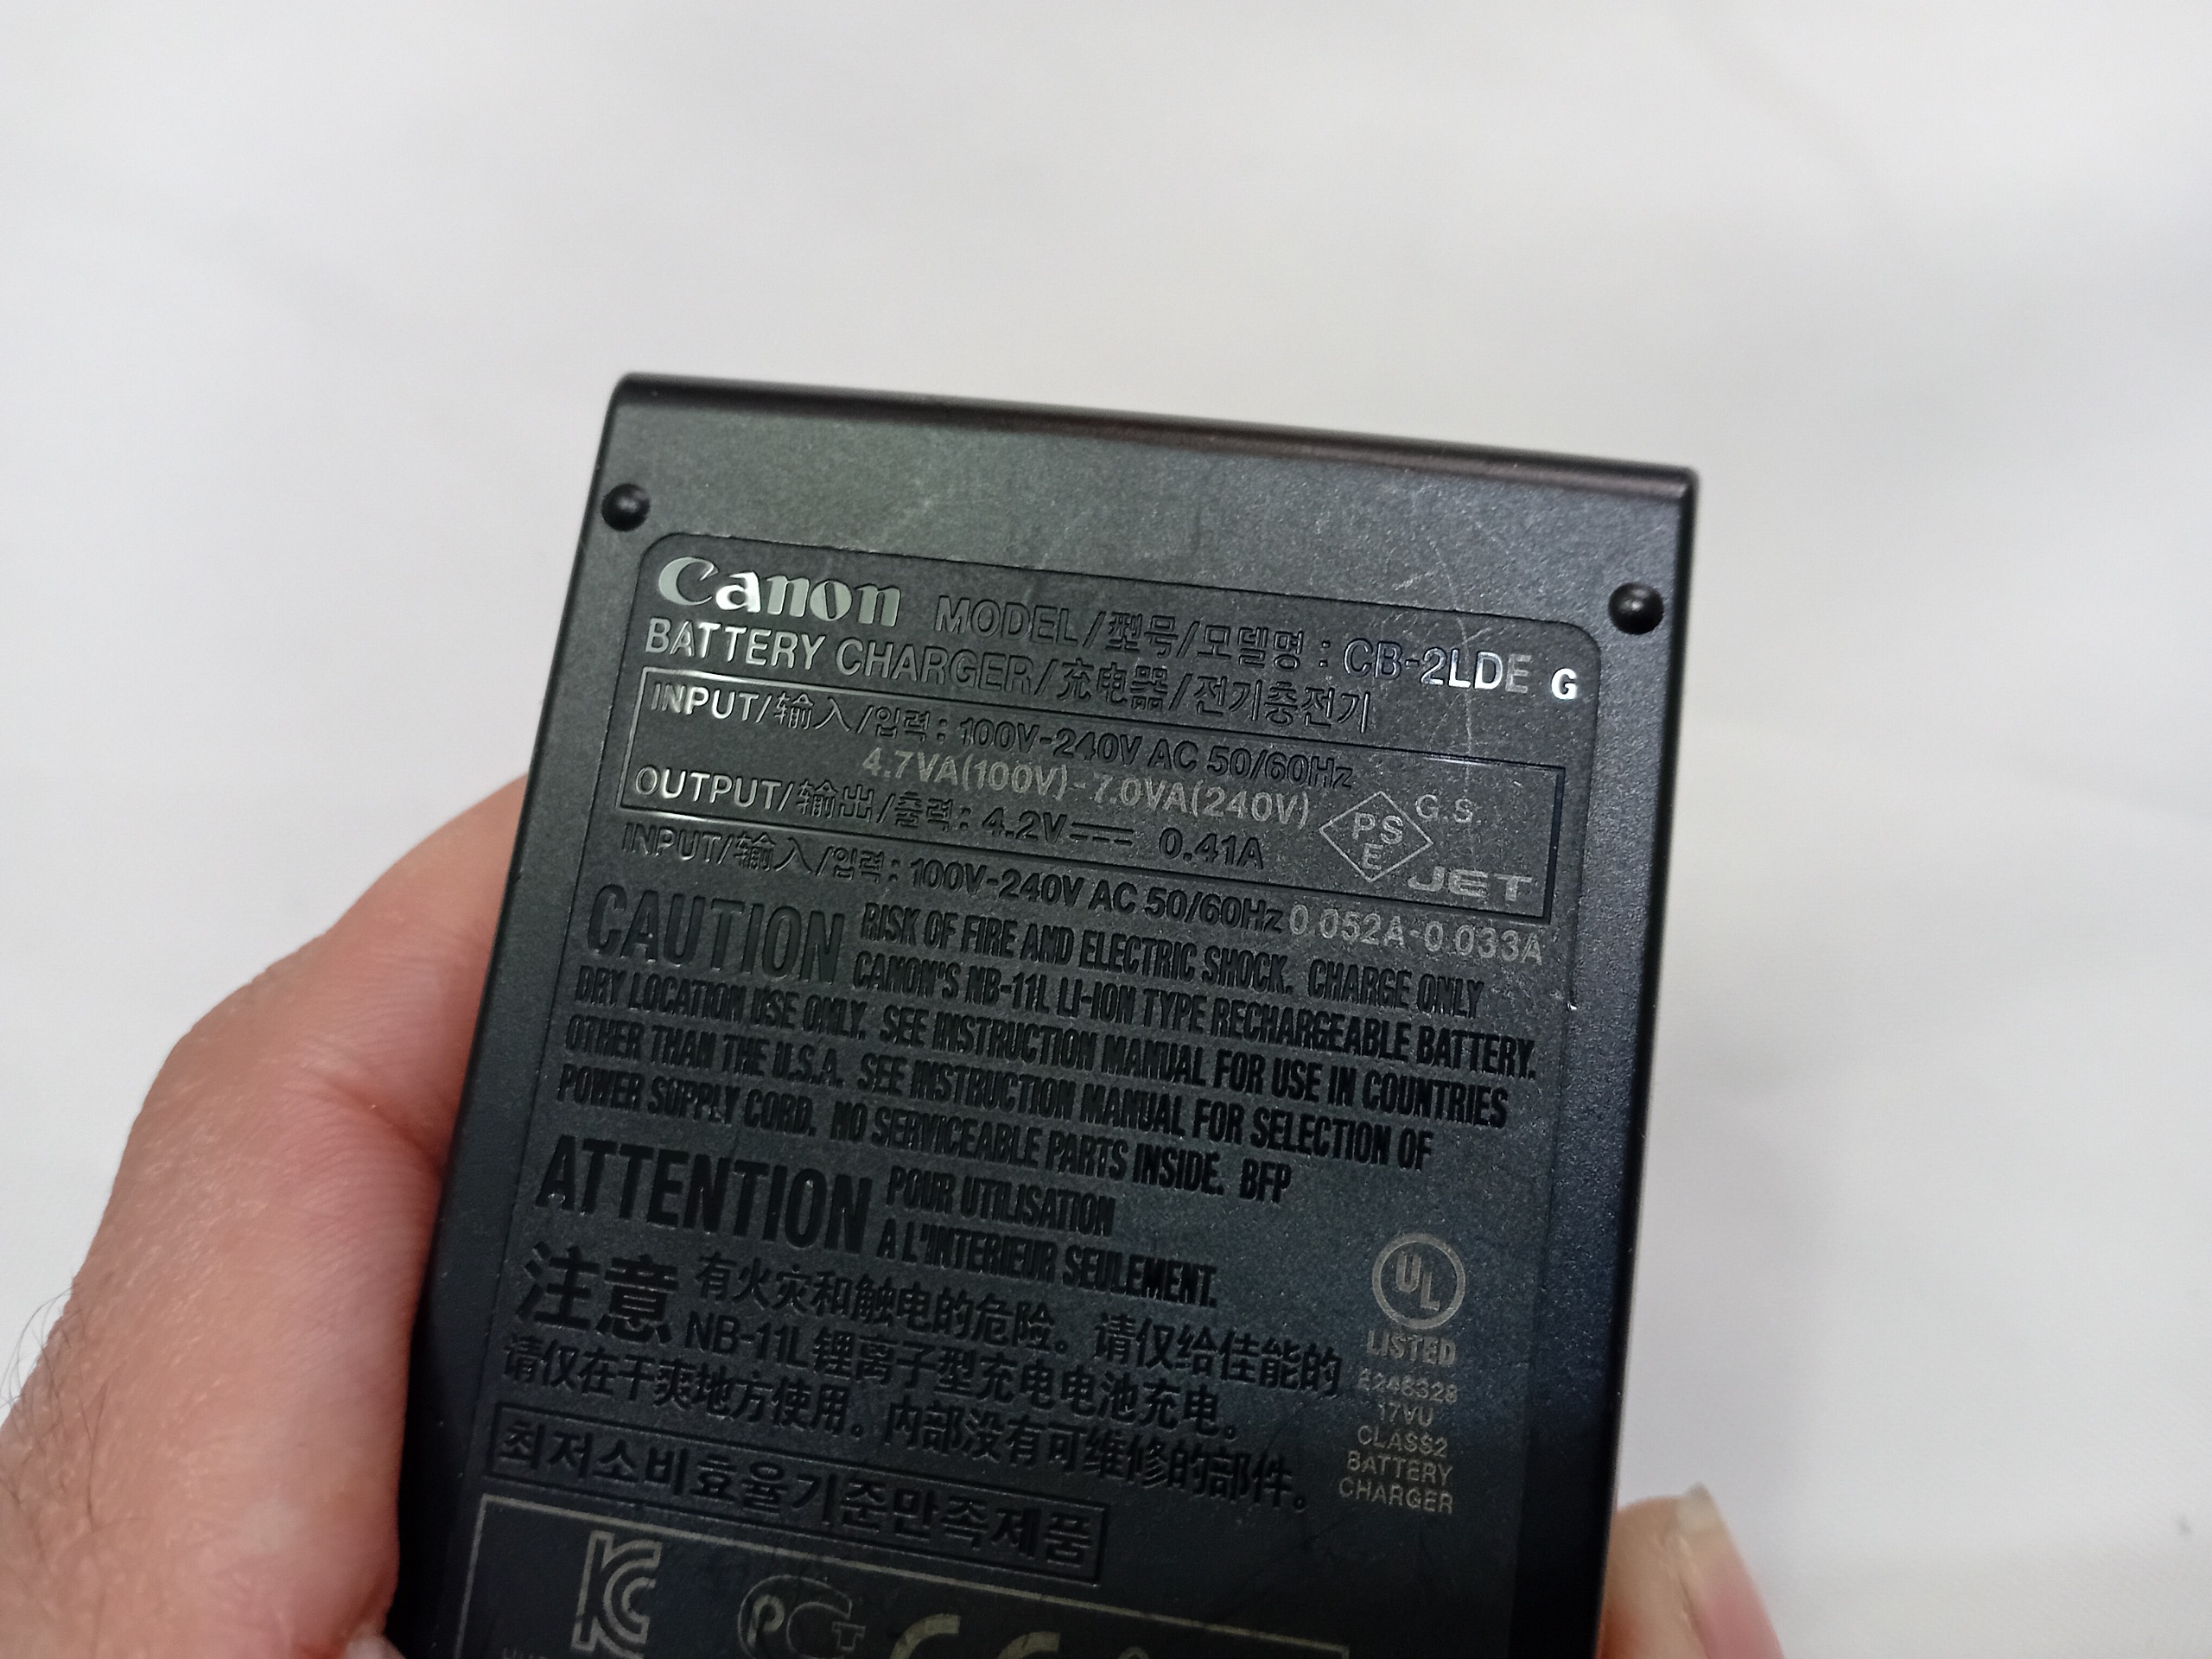 Canon MODEL/型号/모델명 : CB-2LDE G
BATTERY CHARGER/充电器/전기충전기
INPUT/输入/입력 : 100V-240V AC 50/60Hz
4.7VA(100V)-7.0VA(240V)
OUTPUT/输出/출력 : 4.2V⎓ 0.41A
PSE G.S. JET
INPUT/输入/입력 : 100V-240V AC 50/60Hz 0.052A-0.033A
CAUTION RISK OF FIRE AND ELECTRIC SHOCK. CHARGE ONLY
CANON'S NB-11L LI-ION TYPE RECHARGEABLE BATTERY.
DRY LOCATION USE ONLY. SEE INSTRUCTION MANUAL FOR USE IN COUNTRIES
OTHER THAN THE U.S.A. SEE INSTRUCTION MANUAL FOR SELECTION OF
POWER SUPPLY CORD. NO SERVICEABLE PARTS INSIDE. BFP
ATTENTION POUR UTILISATION
A L'INTERIEUR SEULEMENT.
注意 有火灾和触电的危险。请仅给佳能的
NB-11L 锂离子型充电电池充电。
请仅在干爽地方使用。内部没有可维修的部件。
UL
LISTED
E248328
17VU
CLASS2
BATTERY
CHARGER
최저소비효율기준만족제품
KC PCT CE